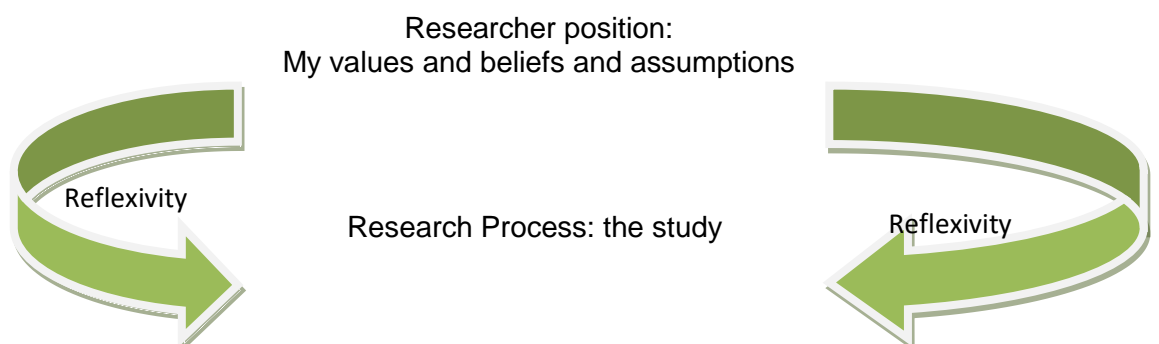 Researcher position:
My values and beliefs and assumptions
Reflexivity
Research Process: the study
Reflexivity